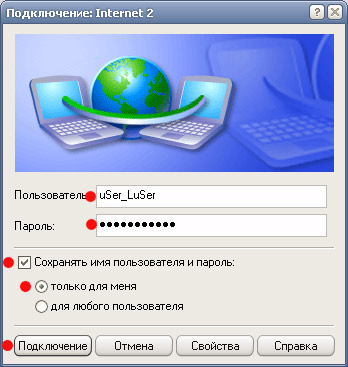 Подключение: Internet 2
Пользователь: uSer_LuSer
Пароль:
Сохранять имя пользователя и пароль:
только для меня
для любого пользователя
Подключение Отмена Свойства Справка